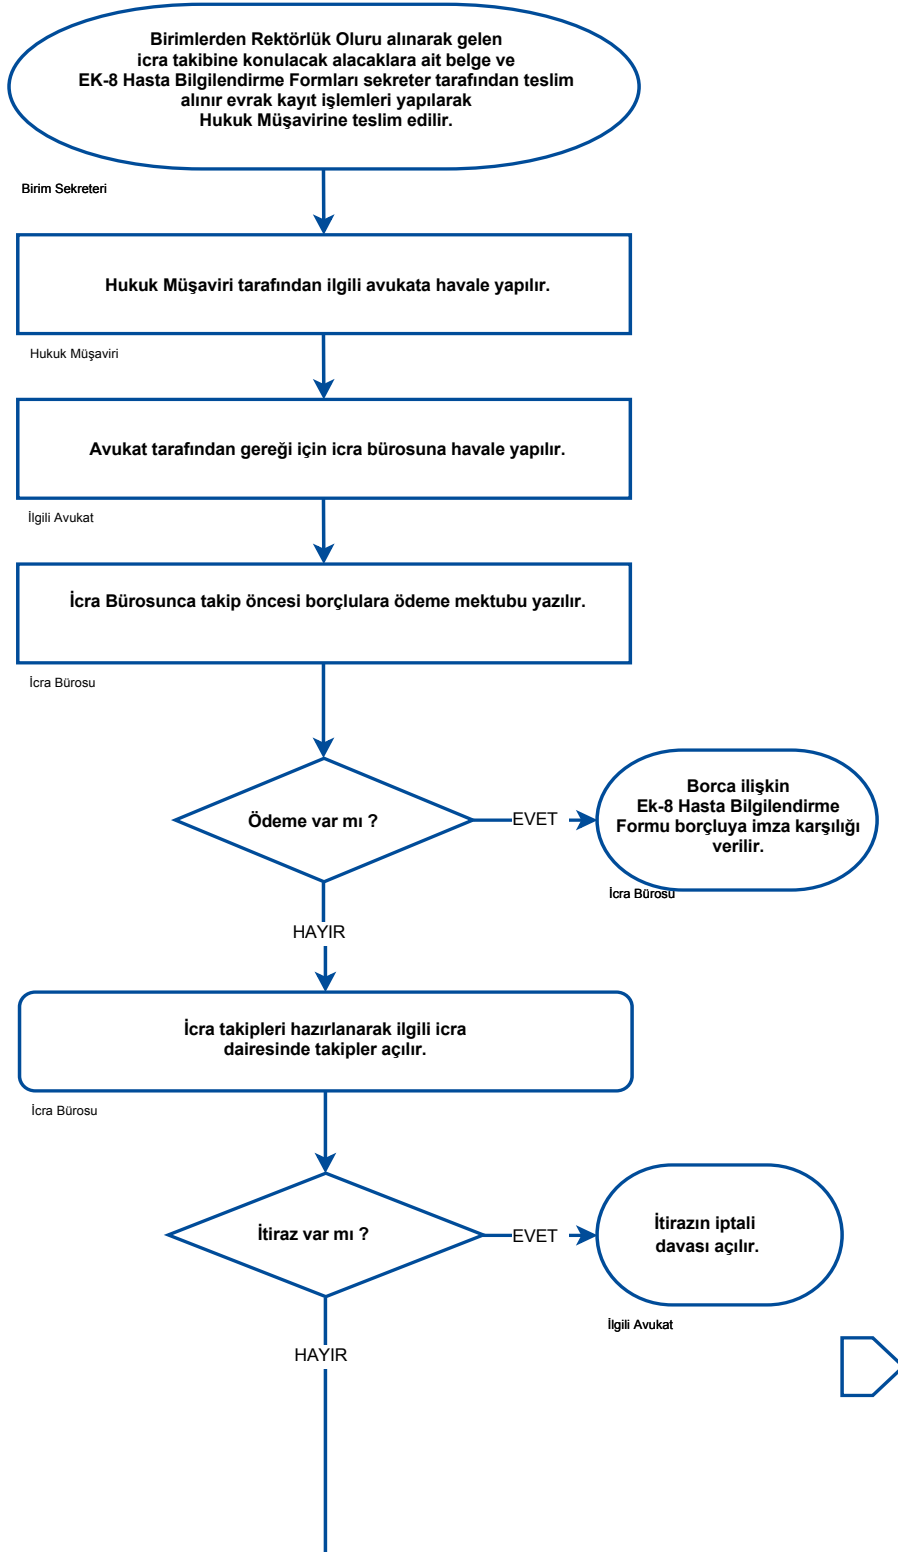 Birimlerden Rektörlük Oluru alınarak gelen
icra takibine konulacak alacaklara ait belge ve
EK-8 Hasta Bilgilendirme Formları sekreter tarafından teslim
alınır evrak kayıt işlemleri yapılarak
Hukuk Müşavirine teslim edilir.
Birim Sekreteri
Hukuk Müşaviri tarafından ilgili avukata havale yapılır.
Hukuk Müşaviri
Avukat tarafından gereği için icra bürosuna havale yapılır.
İlgili Avukat
İcra Bürosunca takip öncesi borçlulara ödeme mektubu yazılır.
İcra Bürosu
Ödeme var mı ?
EVET
Borca ilişkin
Ek-8 Hasta Bilgilendirme
Formu borçluya imza karşılığı
verilir.
İcra Bürosu
HAYIR
İcra takipleri hazırlanarak ilgili icra
dairesinde takipler açılır.
İcra Bürosu
İtiraz var mı ?
EVET
İtirazın iptali
davası açılır.
İlgili Avukat
HAYIR